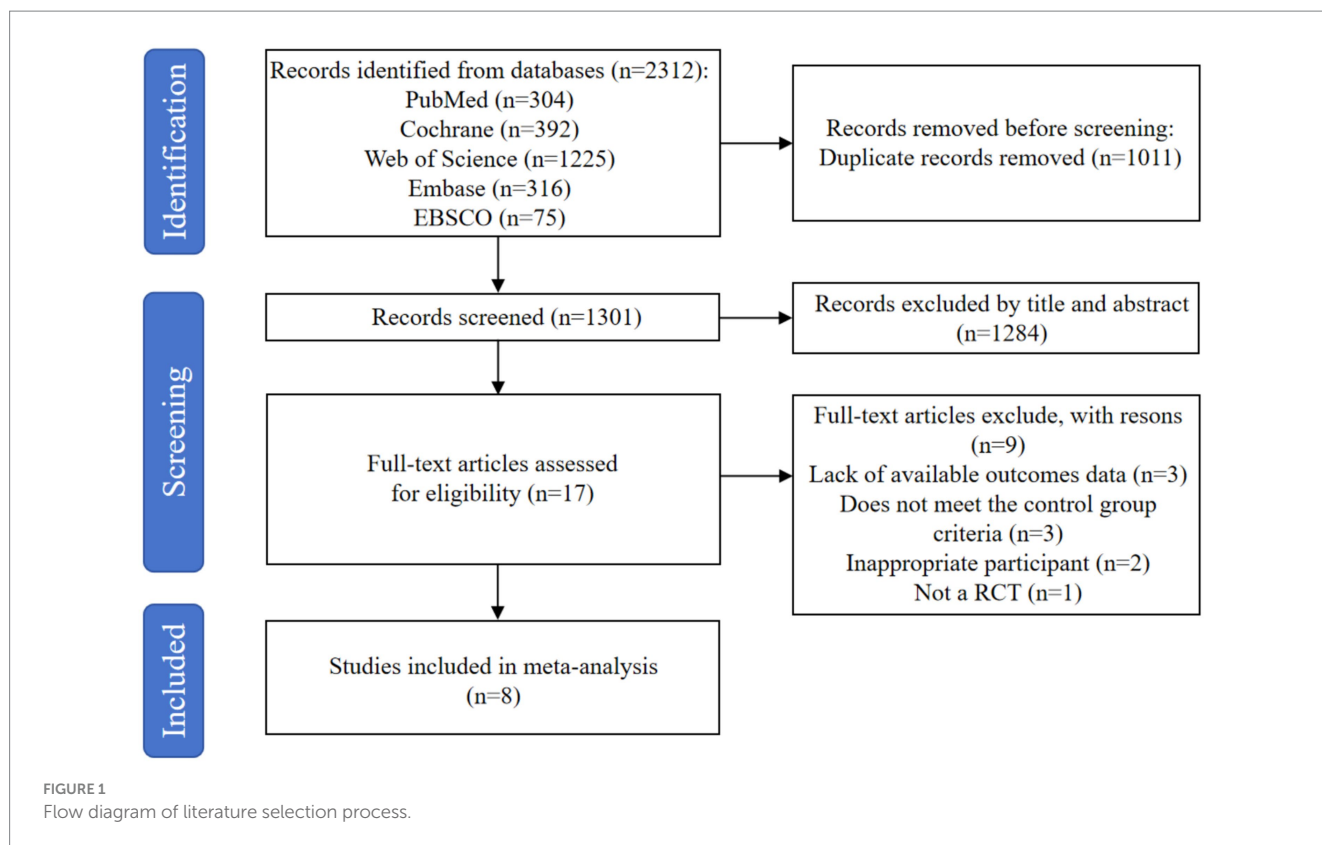 Identification
Records identified from databases (n=2312):
PubMed (n=304)
Cochrane (n=392)
Web of Science (n=1225)
Embase (n=316)
EBSCO (n=75)
Records removed before screening:
Duplicate records removed (n=1011)
Screening
Records screened (n=1301)
Records excluded by title and abstract
(n=1284)
Full-text articles assessed
for eligibility (n=17)
Full-text articles exclude, with resons
(n=9)
Lack of available outcomes data (n=3)
Does not meet the control group
criteria (n=3)
Inappropriate participant (n=2)
Not a RCT (n=1)
Included
Studies included in meta-analysis
(n=8)
FIGURE 1
Flow diagram of literature selection process.